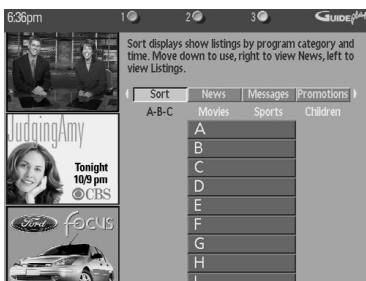 6:36pm
1 2 3 GUIDE plus
Sort displays show listings by program category and
time. Move down to use, right to view News, left to
view Listings.
Sort News Messages Promotions
A-B-C Movies Sports Children
A
B
C
D
E
F
G
H
I
JudgingAmy
Tonight
10/9 pm
CBS
Ford focus